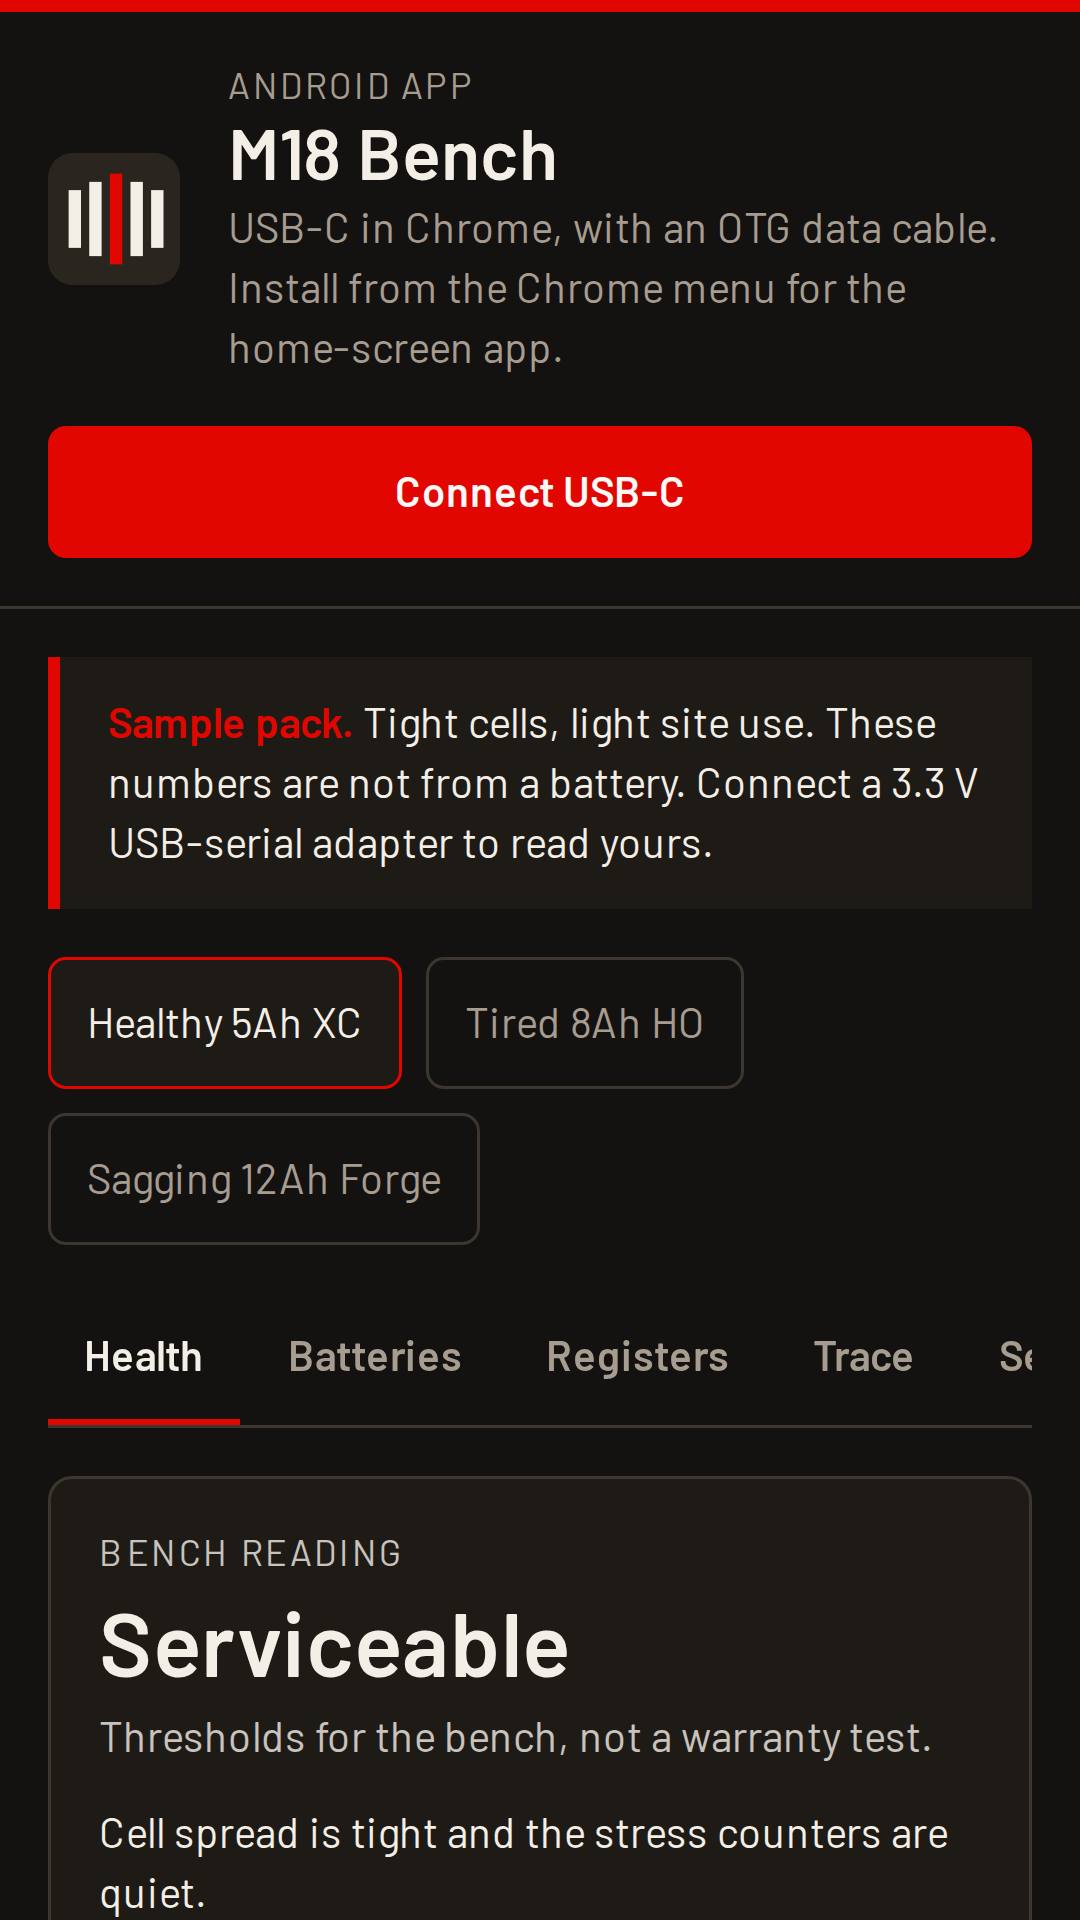 ANDROID APP
M18 Bench
USB-C in Chrome, with an OTG data cable.
Install from the Chrome menu for the
home-screen app.
Connect USB-C
Sample pack. Tight cells, light site use. These
numbers are not from a battery. Connect a 3.3 V
USB-serial adapter to read yours.
Healthy 5Ah XC
Tired 8Ah HO
Sagging 12Ah Forge
Health Batteries Registers Trace
BENCH READING
Serviceable
Thresholds for the bench, not a warranty test.
Cell spread is tight and the stress counters are
quiet.